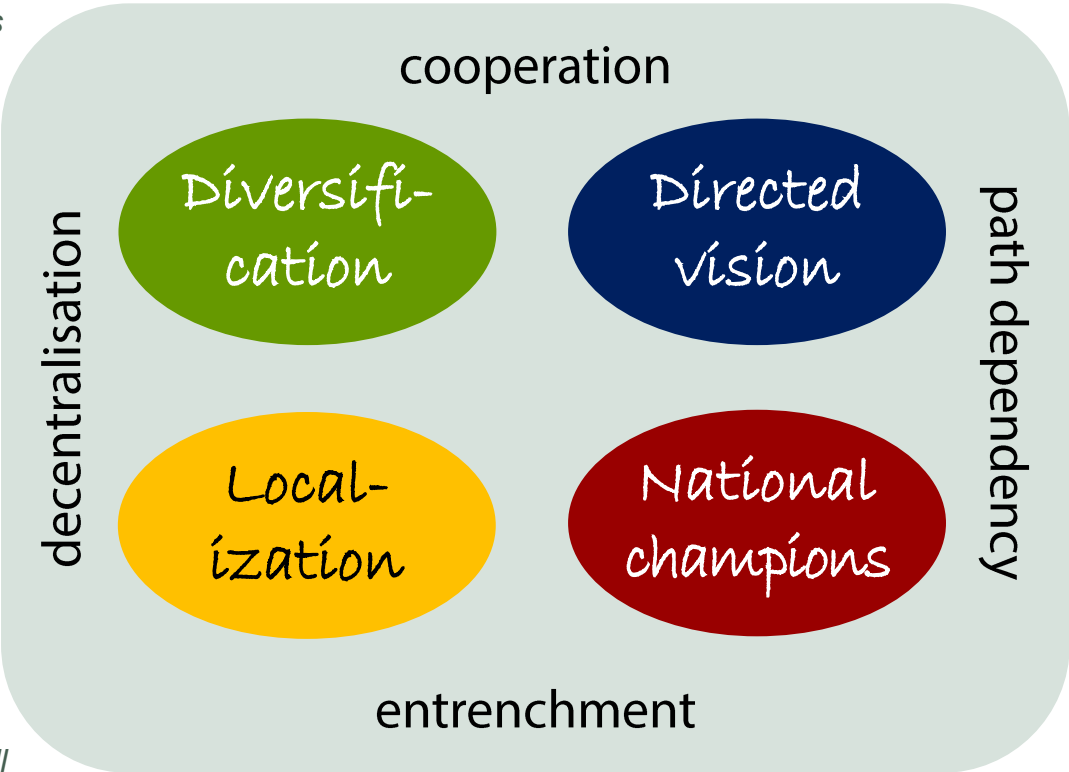 cooperation
Diversifi-
cation
Directed
vision
decentralisation
path dependency
Local-
ization
National
champions
entrenchment